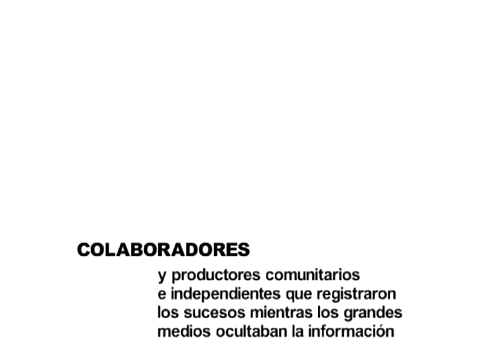 COLABORADORES
y productores comunitarios
e independientes que registraron
los sucesos mientras los grandes
medios ocultaban la información